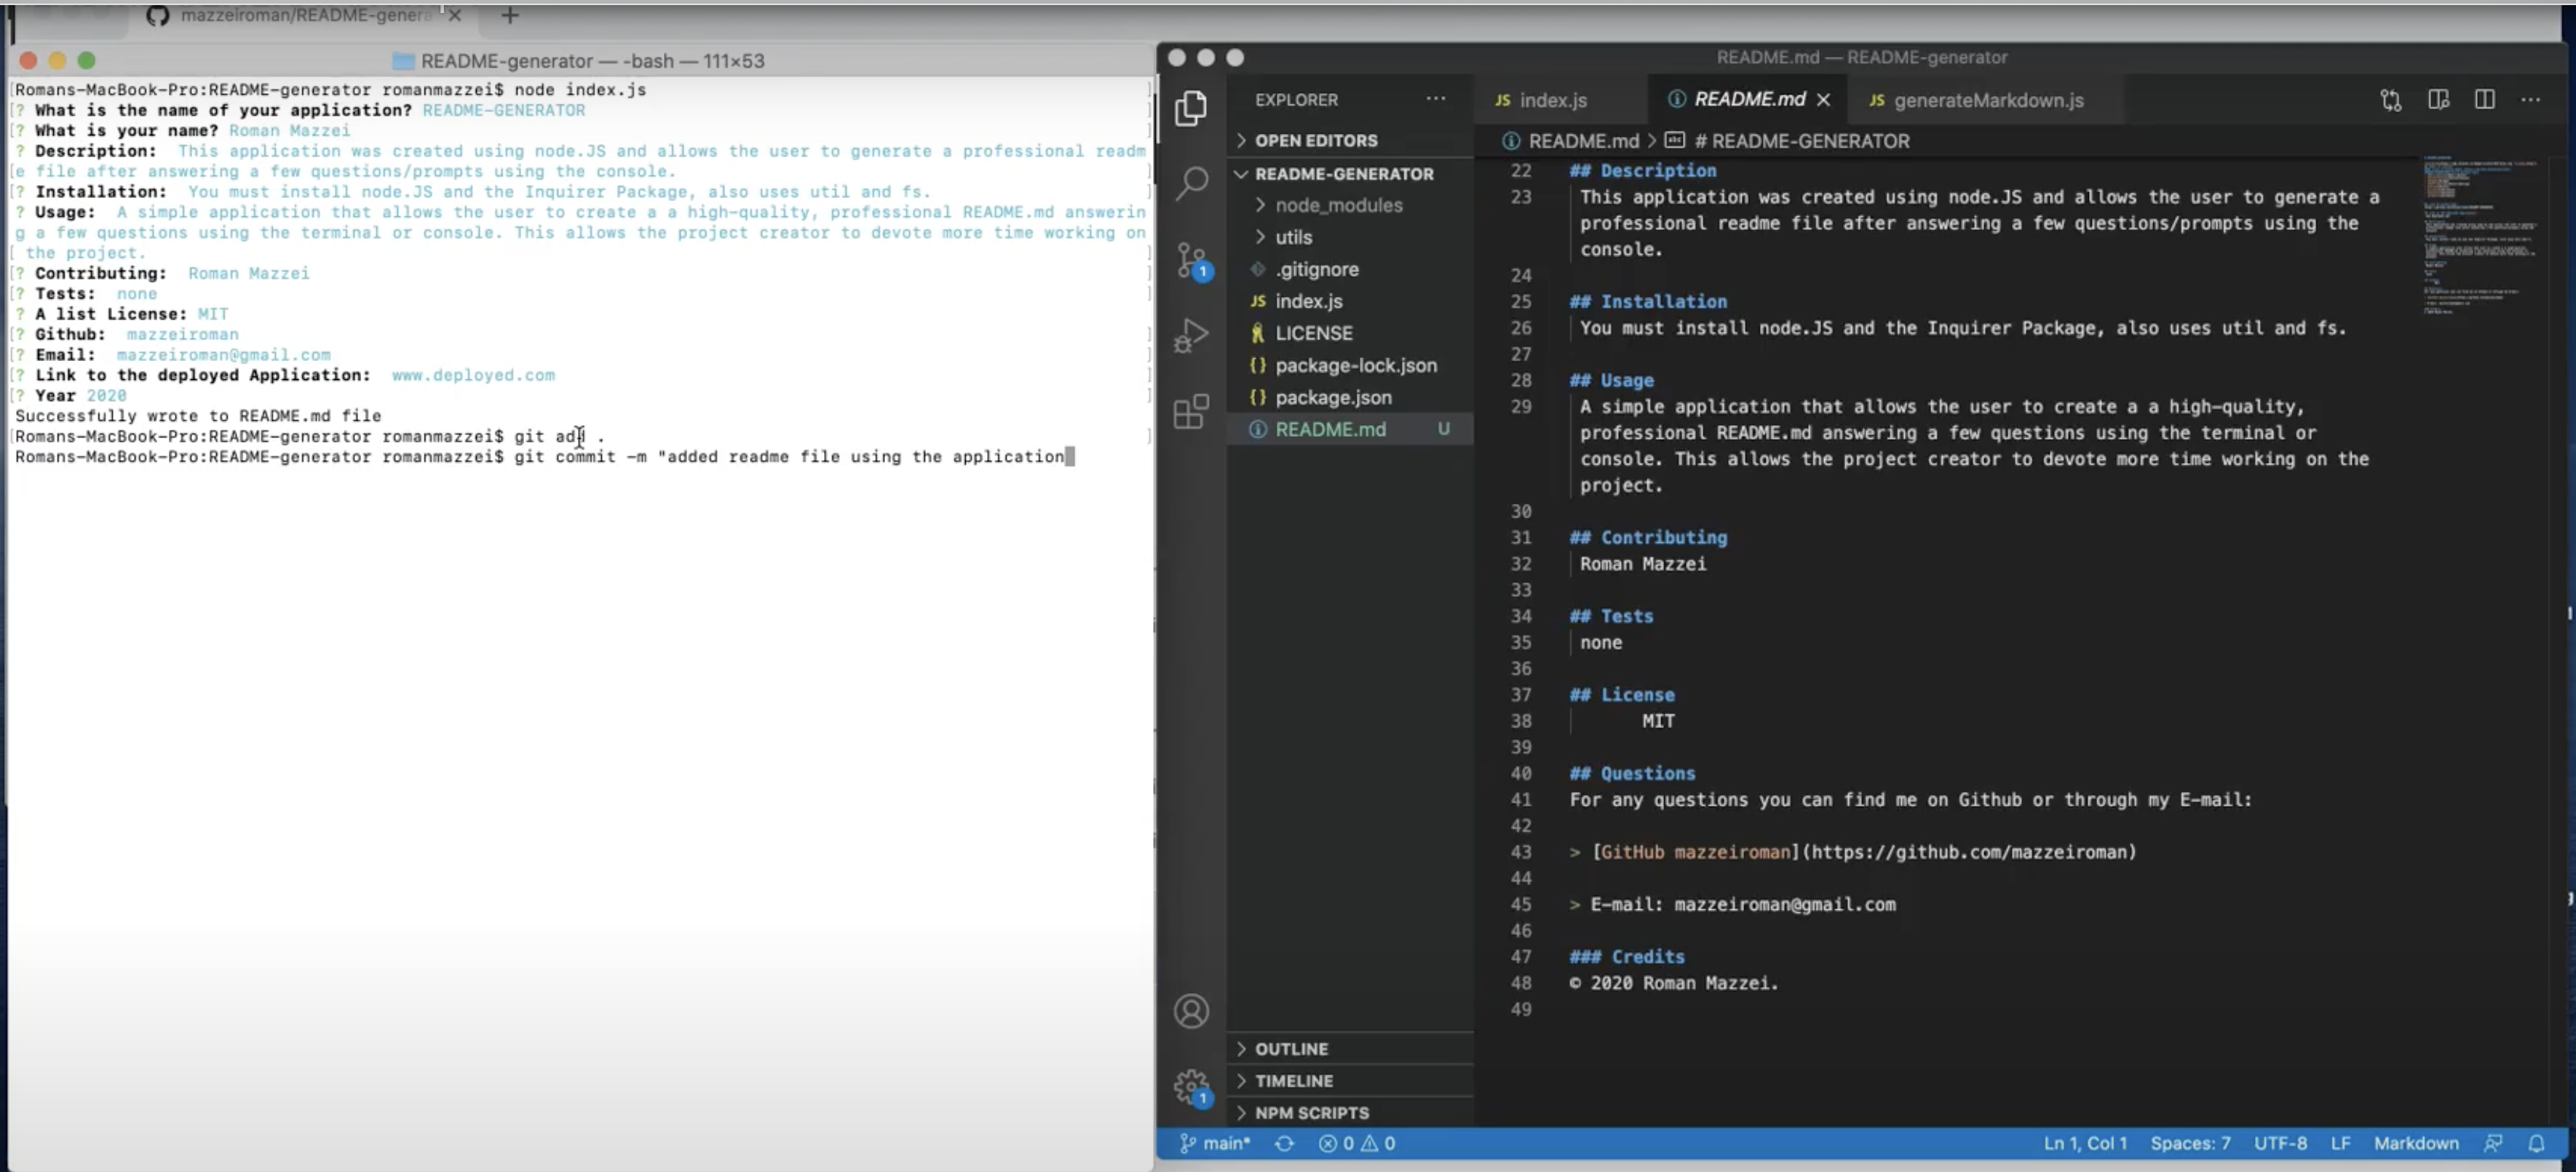 mazzeiroman/README-genera
README-generator — -bash — 111×53
Romans-MacBook-Pro:README-generator romanmazzei$ node index.js
? What is the name of your application? README-GENERATOR
? What is your name? Roman Mazzei
? Description:  This application was created using node.JS and allows the user to generate a professional readm
e file after answering a few questions/prompts using the console.
? Installation:  You must install node.JS and the Inquirer Package, also uses util and fs.
? Usage:  A simple application that allows the user to create a a high-quality, professional README.md answerin
g a few questions using the terminal or console. This allows the project creator to devote more time working on
the project.
? Contributing:  Roman Mazzei
? Tests:  none
? A list License: MIT
? Github:  mazzeiroman
? Email:  mazzeiroman@gmail.com
? Link to the deployed Application:  www.deployed.com
? Year 2020
Successfully wrote to README.md file
Romans-MacBook-Pro:README-generator romanmazzei$ git add .
Romans-MacBook-Pro:README-generator romanmazzei$ git commit -m "added readme file using the application
README.md — README-generator
EXPLORER ···
OPEN EDITORS
README-GENERATOR
node_modules
utils
.gitignore
JS index.js
LICENSE
{} package-lock.json
{} package.json
README.md U
OUTLINE
TIMELINE
NPM SCRIPTS
1
1
JS index.js README.md × JS generateMarkdown.js
README.md > # README-GENERATOR
22 ## Description
23 This application was created using node.JS and allows the user to generate a
professional readme file after answering a few questions/prompts using the
console.
24
25 ## Installation
26 You must install node.JS and the Inquirer Package, also uses util and fs.
27
28 ## Usage
29 A simple application that allows the user to create a a high-quality,
professional README.md answering a few questions using the terminal or
console. This allows the project creator to devote more time working on the
project.
30
31 ## Contributing
32 Roman Mazzei
33
34 ## Tests
35 none
36
37 ## License
38 MIT
39
40 ## Questions
41 For any questions you can find me on Github or through my E-mail:
42
43 > [GitHub mazzeiroman](https://github.com/mazzeiroman)
44
45 > E-mail: mazzeiroman@gmail.com
46
47 ### Credits
48 © 2020 Roman Mazzei.
49
main* 0 0 Ln 1, Col 1 Spaces: 7 UTF-8 LF Markdown